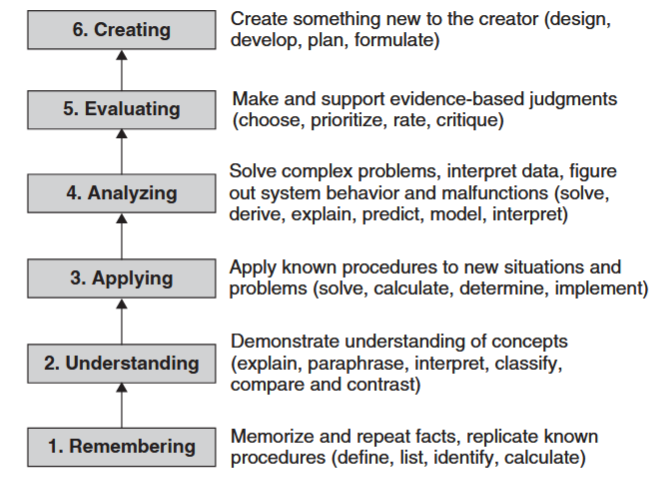 6. Creating
Create something new to the creator (design,
develop, plan, formulate)
5. Evaluating
Make and support evidence-based judgments
(choose, prioritize, rate, critique)
4. Analyzing
Solve complex problems, interpret data, figure
out system behavior and malfunctions (solve,
derive, explain, predict, model, interpret)
3. Applying
Apply known procedures to new situations and
problems (solve, calculate, determine, implement)
2. Understanding
Demonstrate understanding of concepts
(explain, paraphrase, interpret, classify,
compare and contrast)
1. Remembering
Memorize and repeat facts, replicate known
procedures (define, list, identify, calculate)